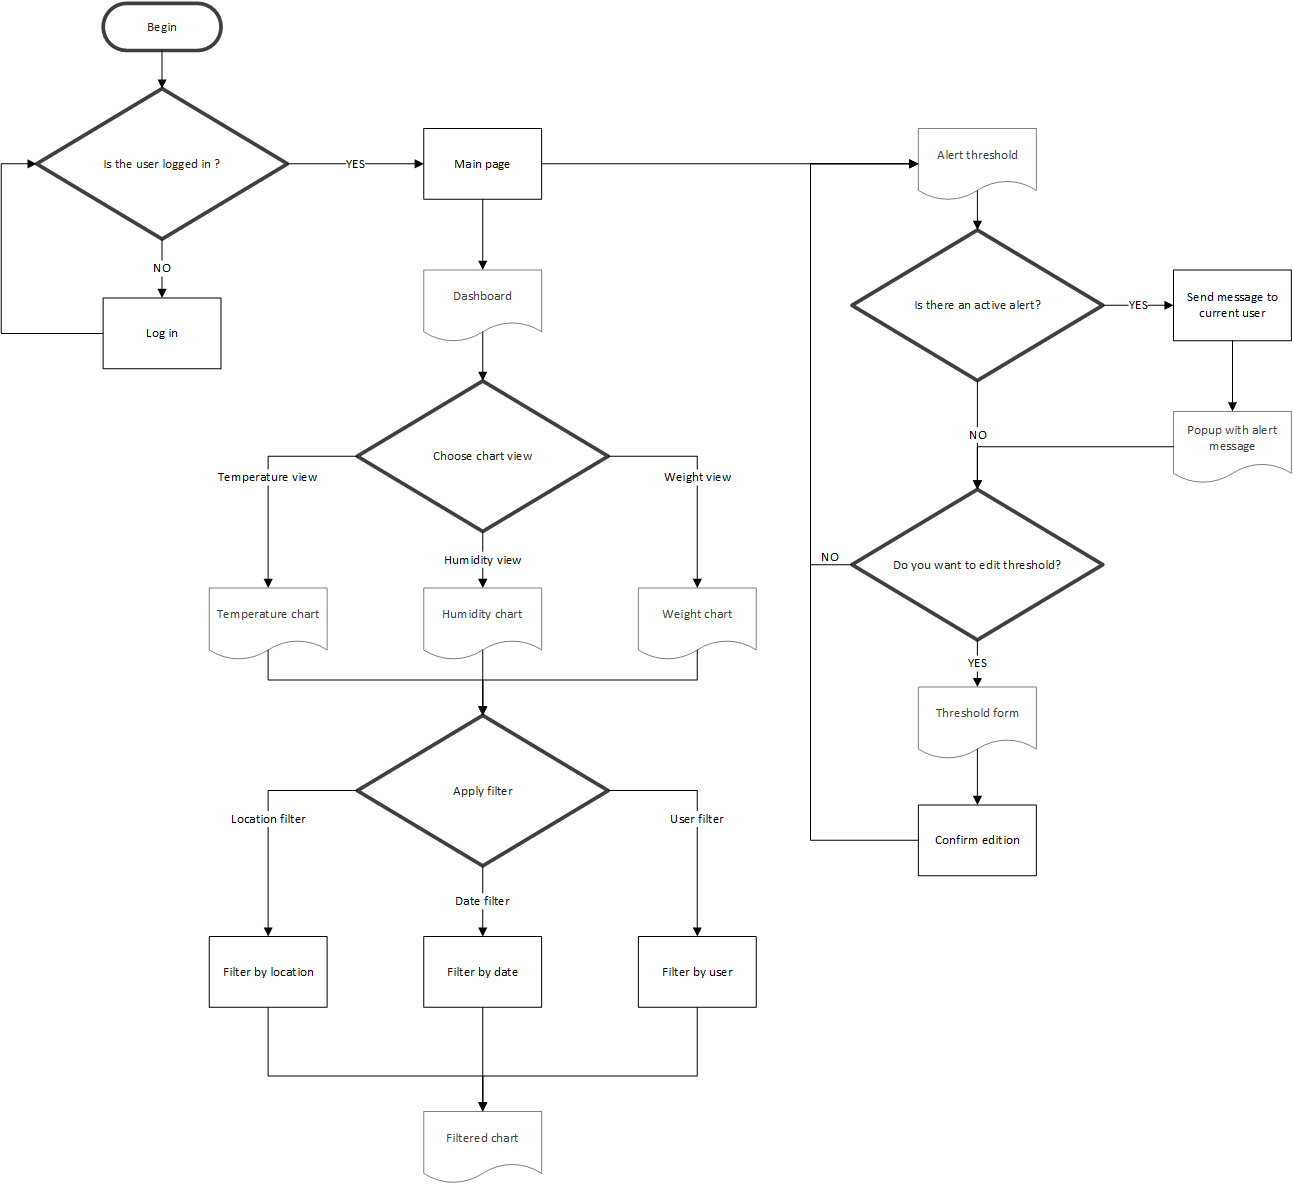 Begin
Is the user logged in ?
YES
Main page
Alert threshold
NO
Log in
Dashboard
Is there an active alert?
YES
Send message to
current user
NO
Popup with alert
message
Choose chart view
Temperature view
Weight view
Humidity view
Do you want to edit threshold?
NO
YES
Temperature chart
Humidity chart
Weight chart
Threshold form
Apply filter
Location filter
User filter
Date filter
Confirm edition
Filter by location
Filter by date
Filter by user
Filtered chart